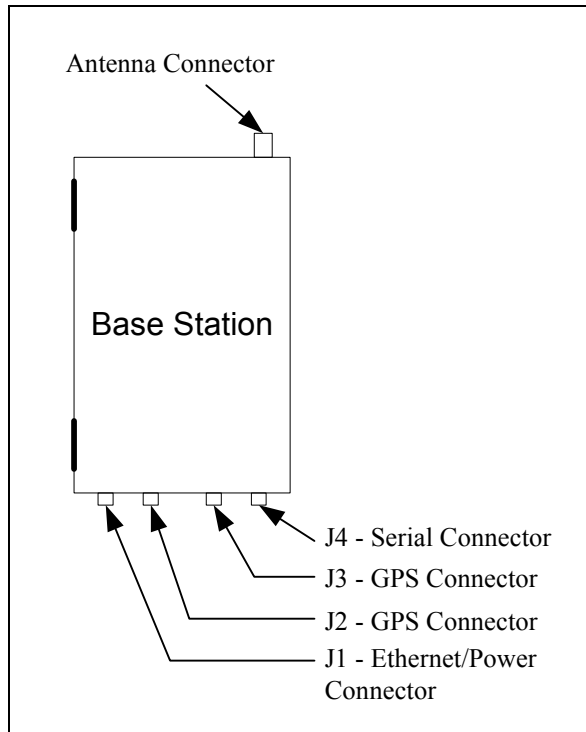 Antenna Connector
Base Station
J4 - Serial Connector
J3 - GPS Connector
J2 - GPS Connector
J1 - Ethernet/Power
Connector